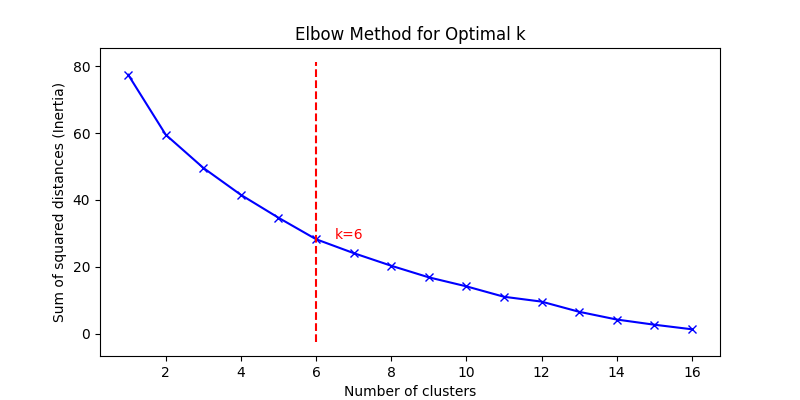 Elbow Method for Optimal k
Sum of squared distances (Inertia)
80
60
40
20
0
k=6
2 4 6 8 10 12 14 16
Number of clusters